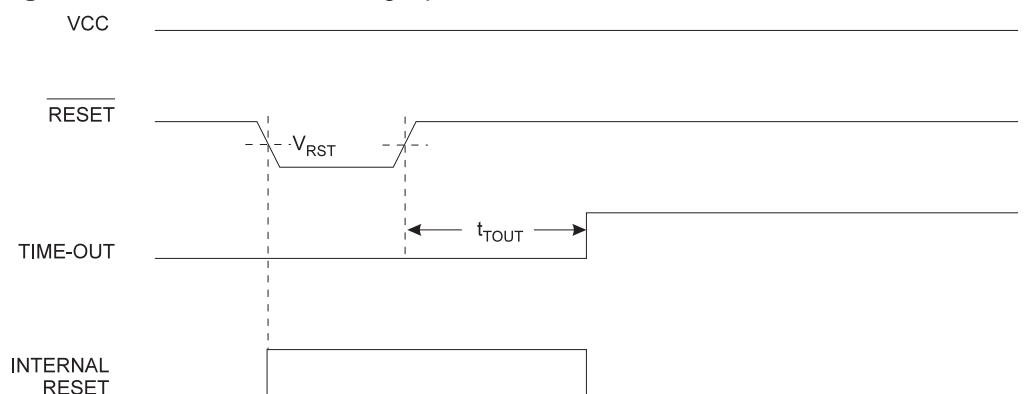 VCC
RESET
V_RST
t_TOUT
TIME-OUT
INTERNAL
RESET